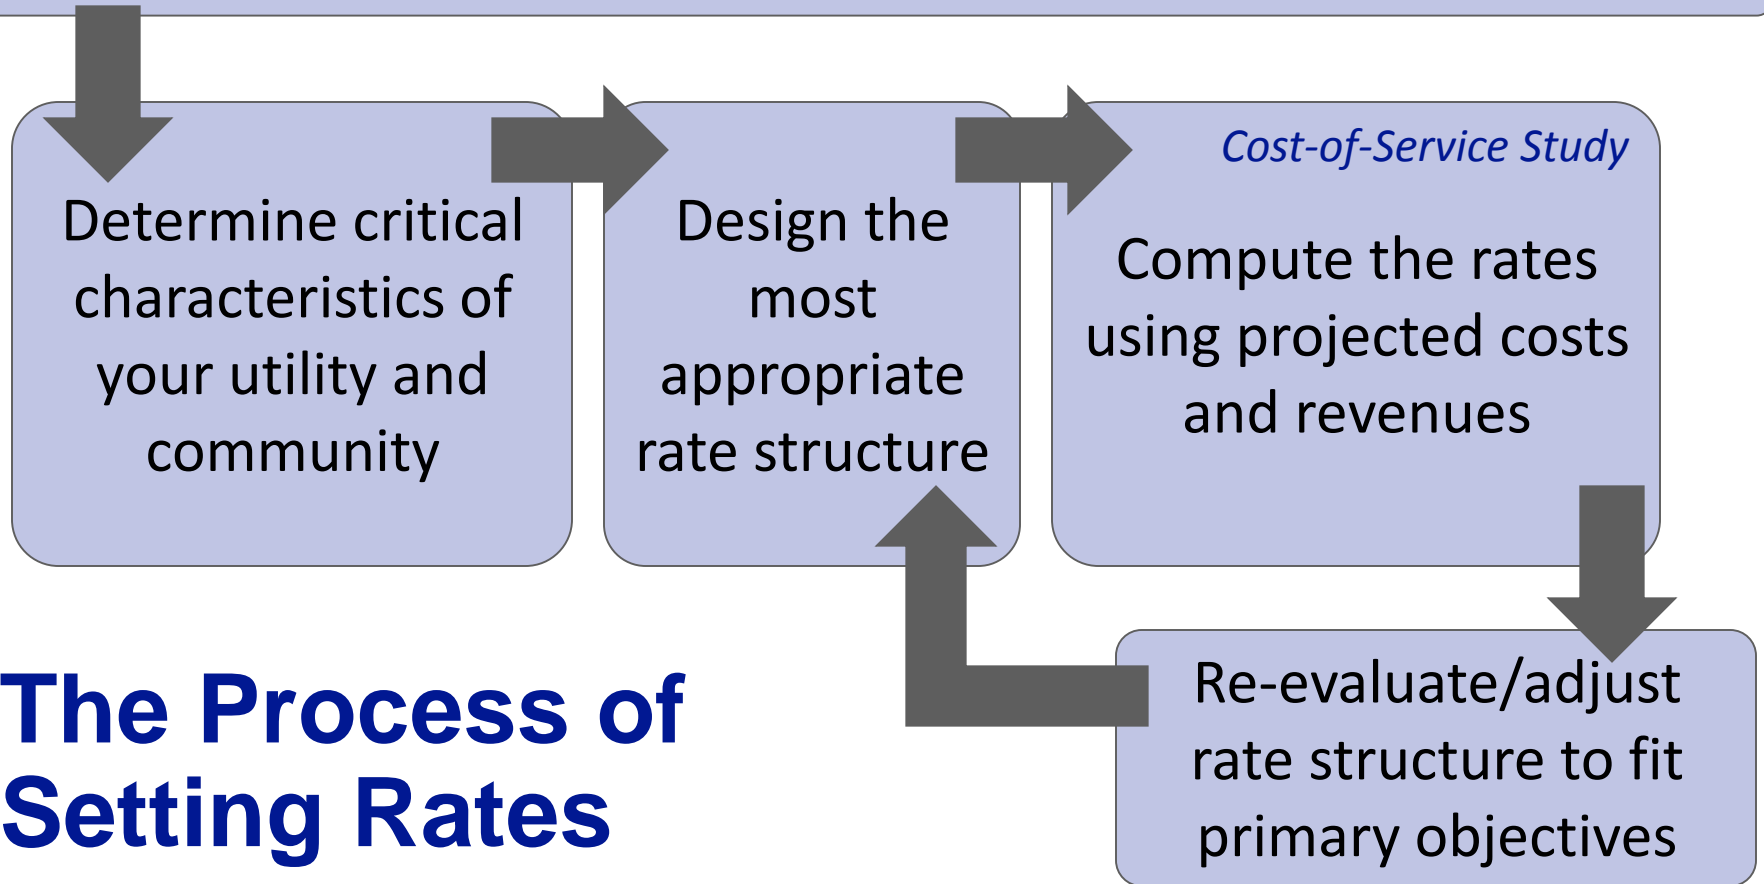 Determine critical
characteristics of
your utility and
community
Design the
most
appropriate
rate structure
Cost-of-Service Study
Compute the rates
using projected costs
and revenues
Re-evaluate/adjust
rate structure to fit
primary objectives
The Process of
Setting Rates